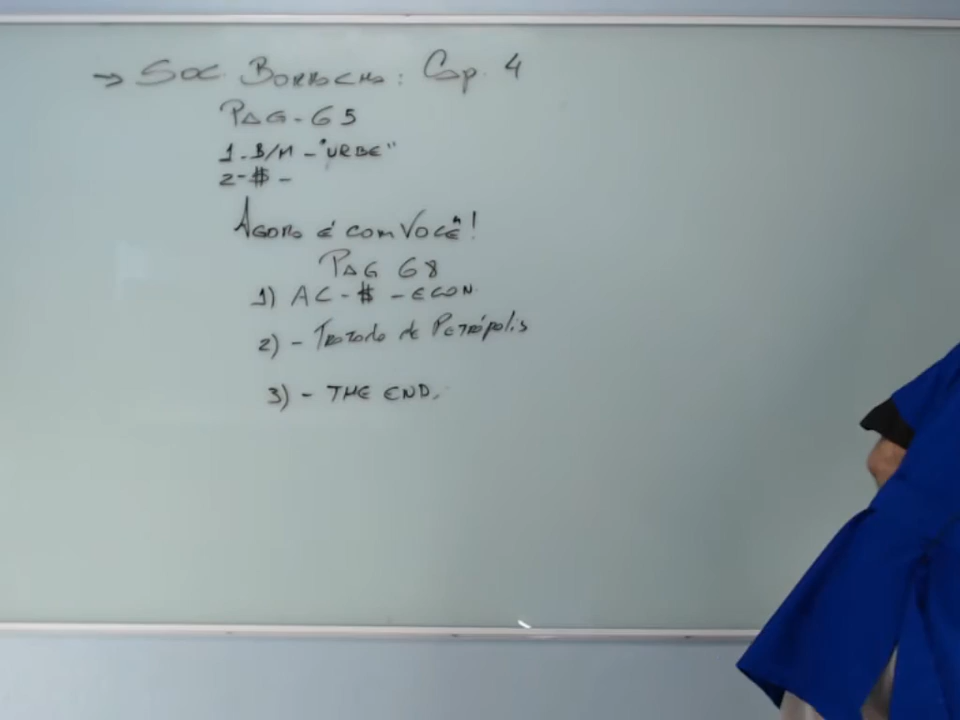 → Soc. Borracha: Cap. 4
PAG - 65
1 - B/M - "URBE"
2 - $ -
Agora é com Você"!
PAG 68
1) AC - $ - ECON.
2) - Tratado de Petrópolis
3) - THE END.